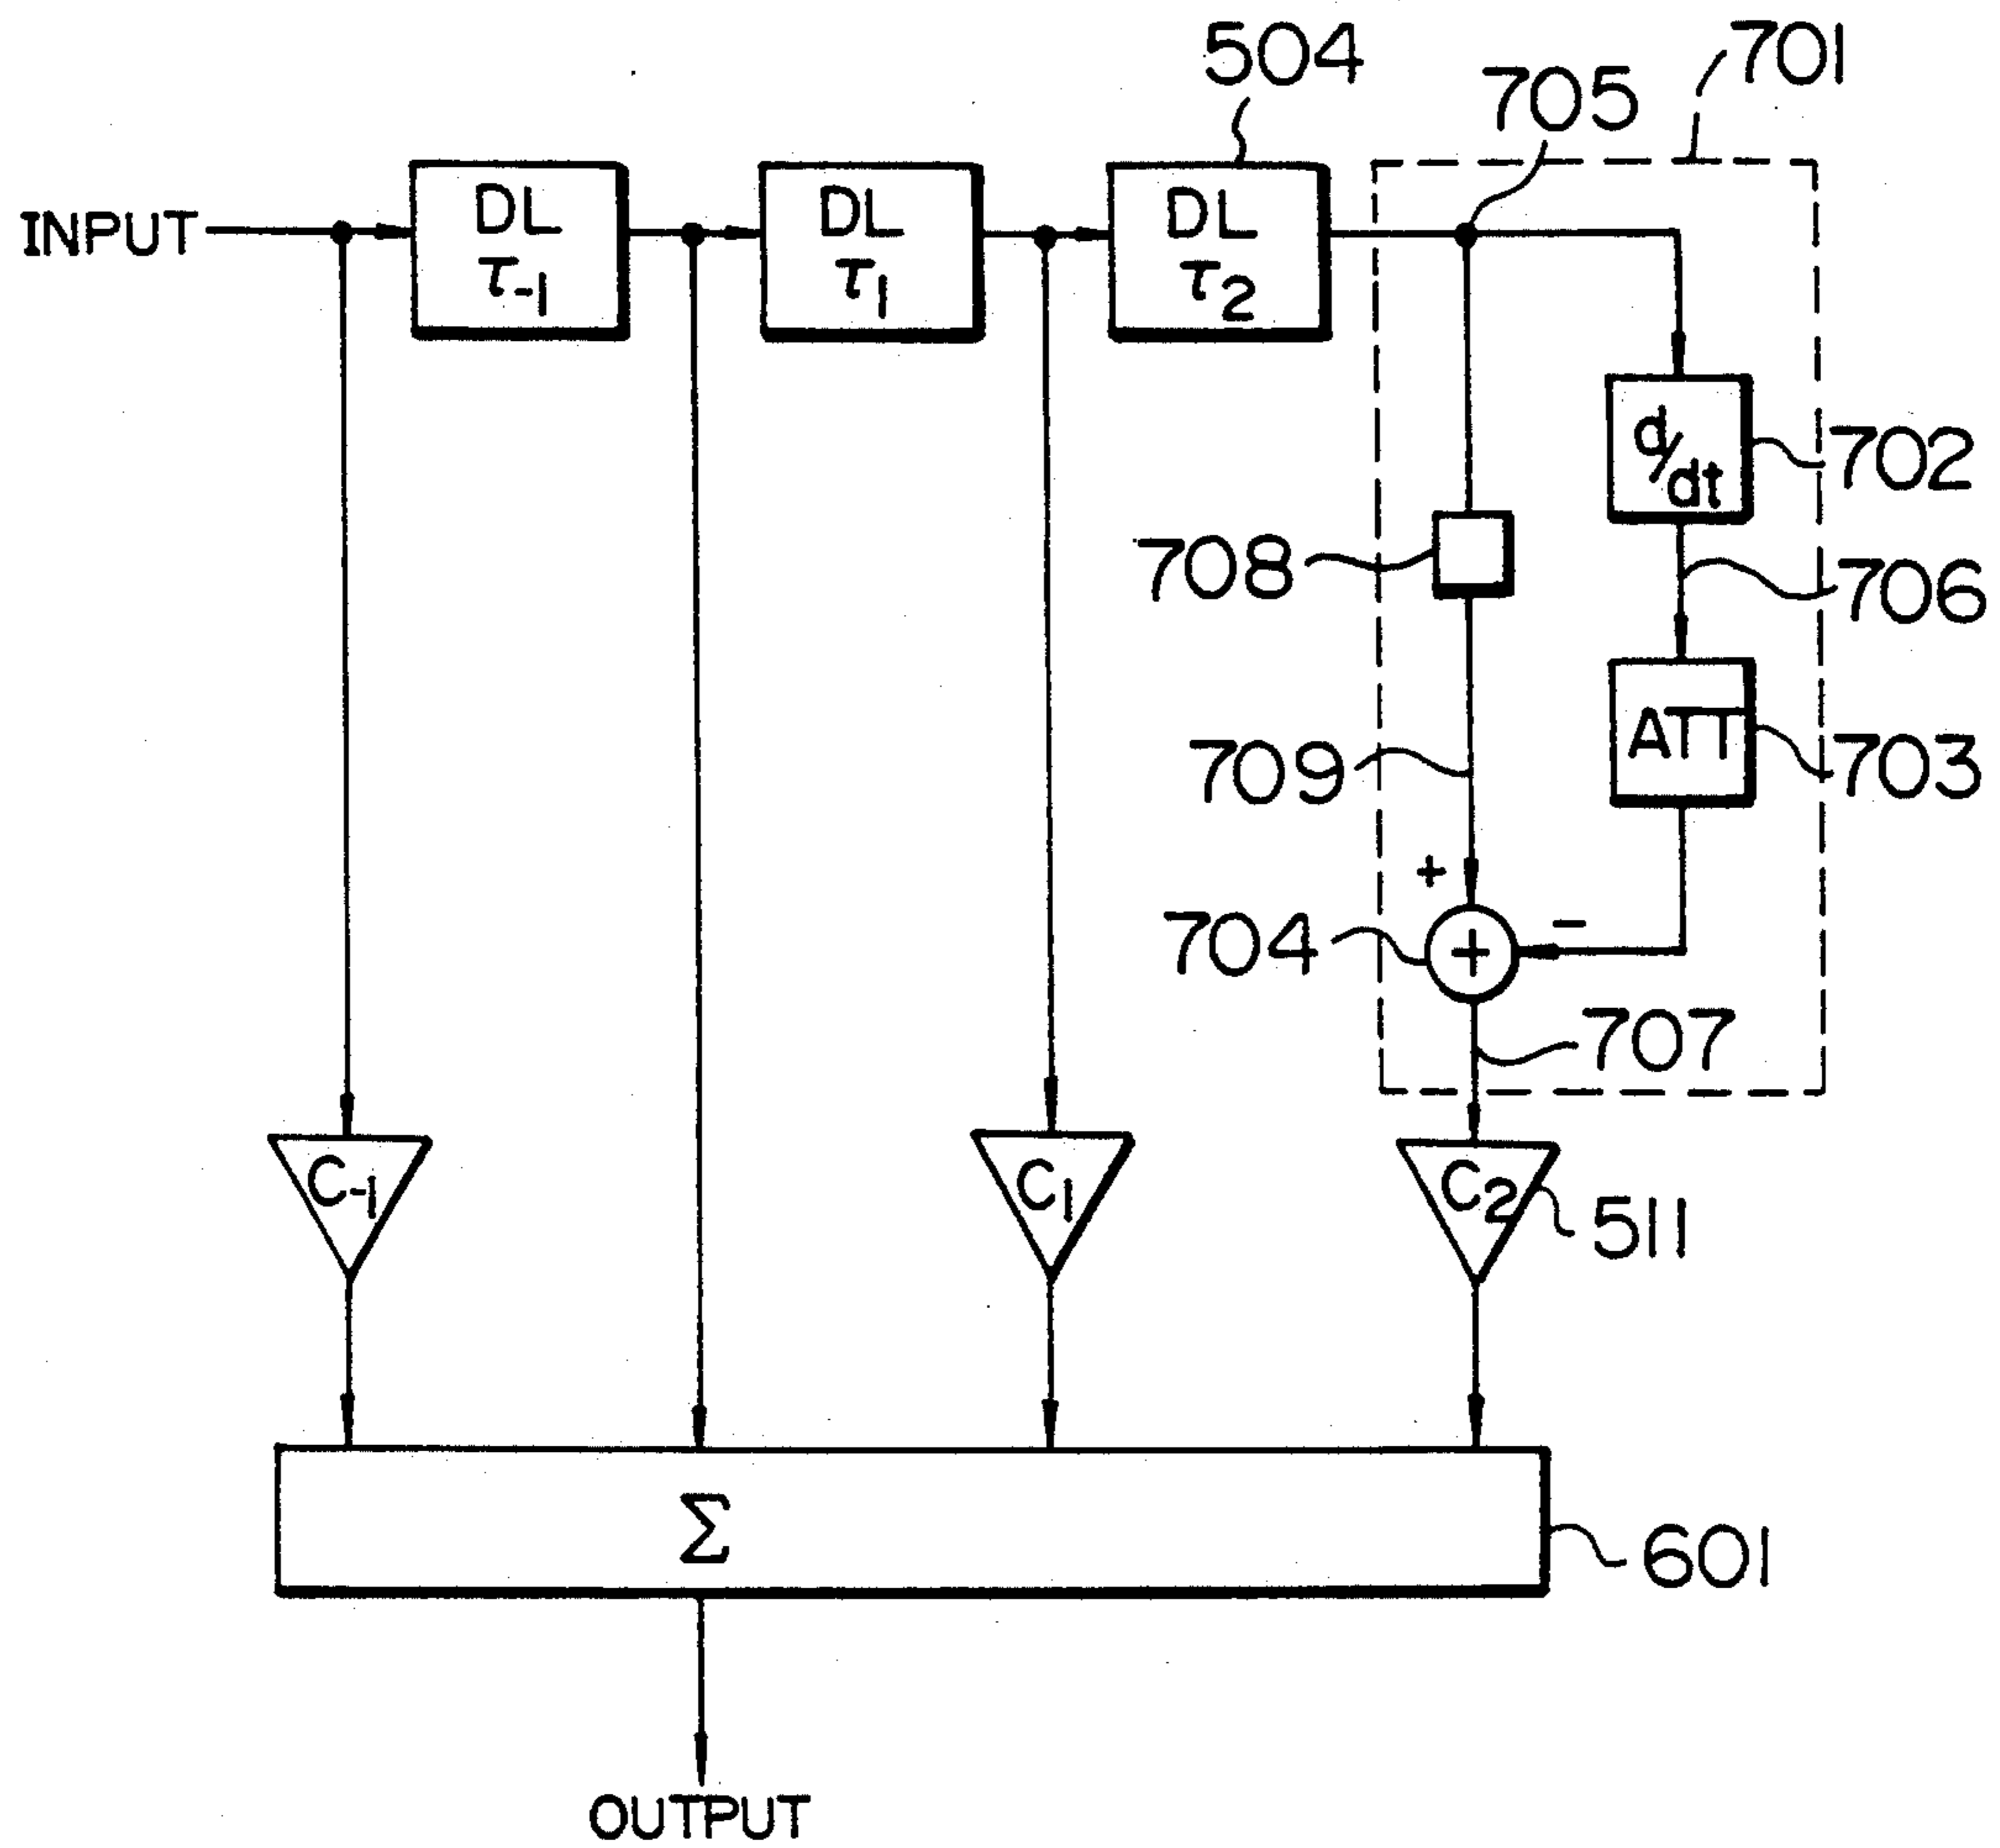 504
705
701
INPUT
DL
τ-1
DL
τ1
DL
τ2
d/dt
702
708
706
ATT
703
709
+
−
704
+
707
C-1
C1
C2
511
Σ
601
OUTPUT